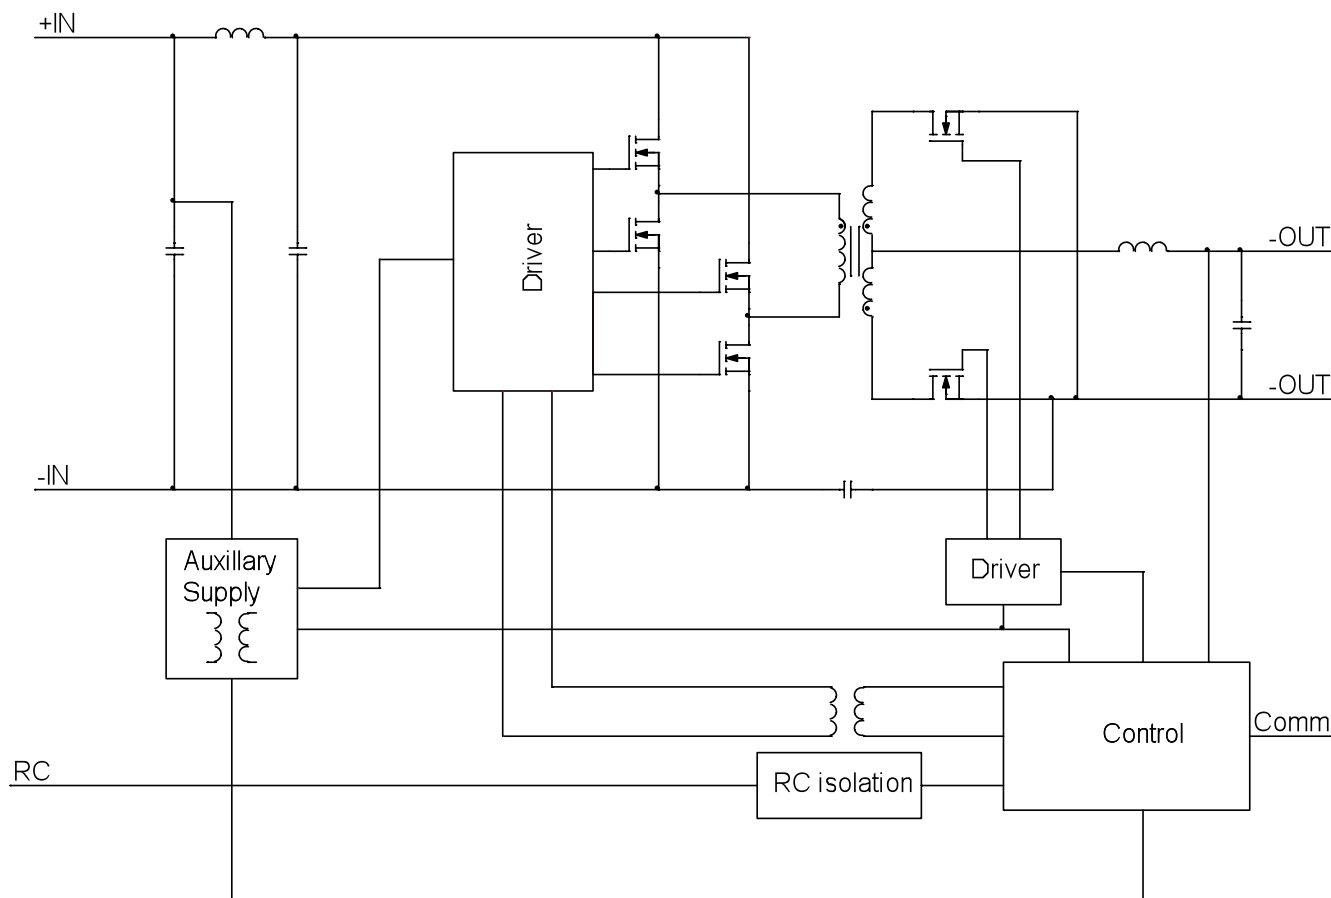 +IN
Driver
-OUT
-OUT
-IN
Auxillary
Supply
Driver
Control
Comm
RC
RC isolation